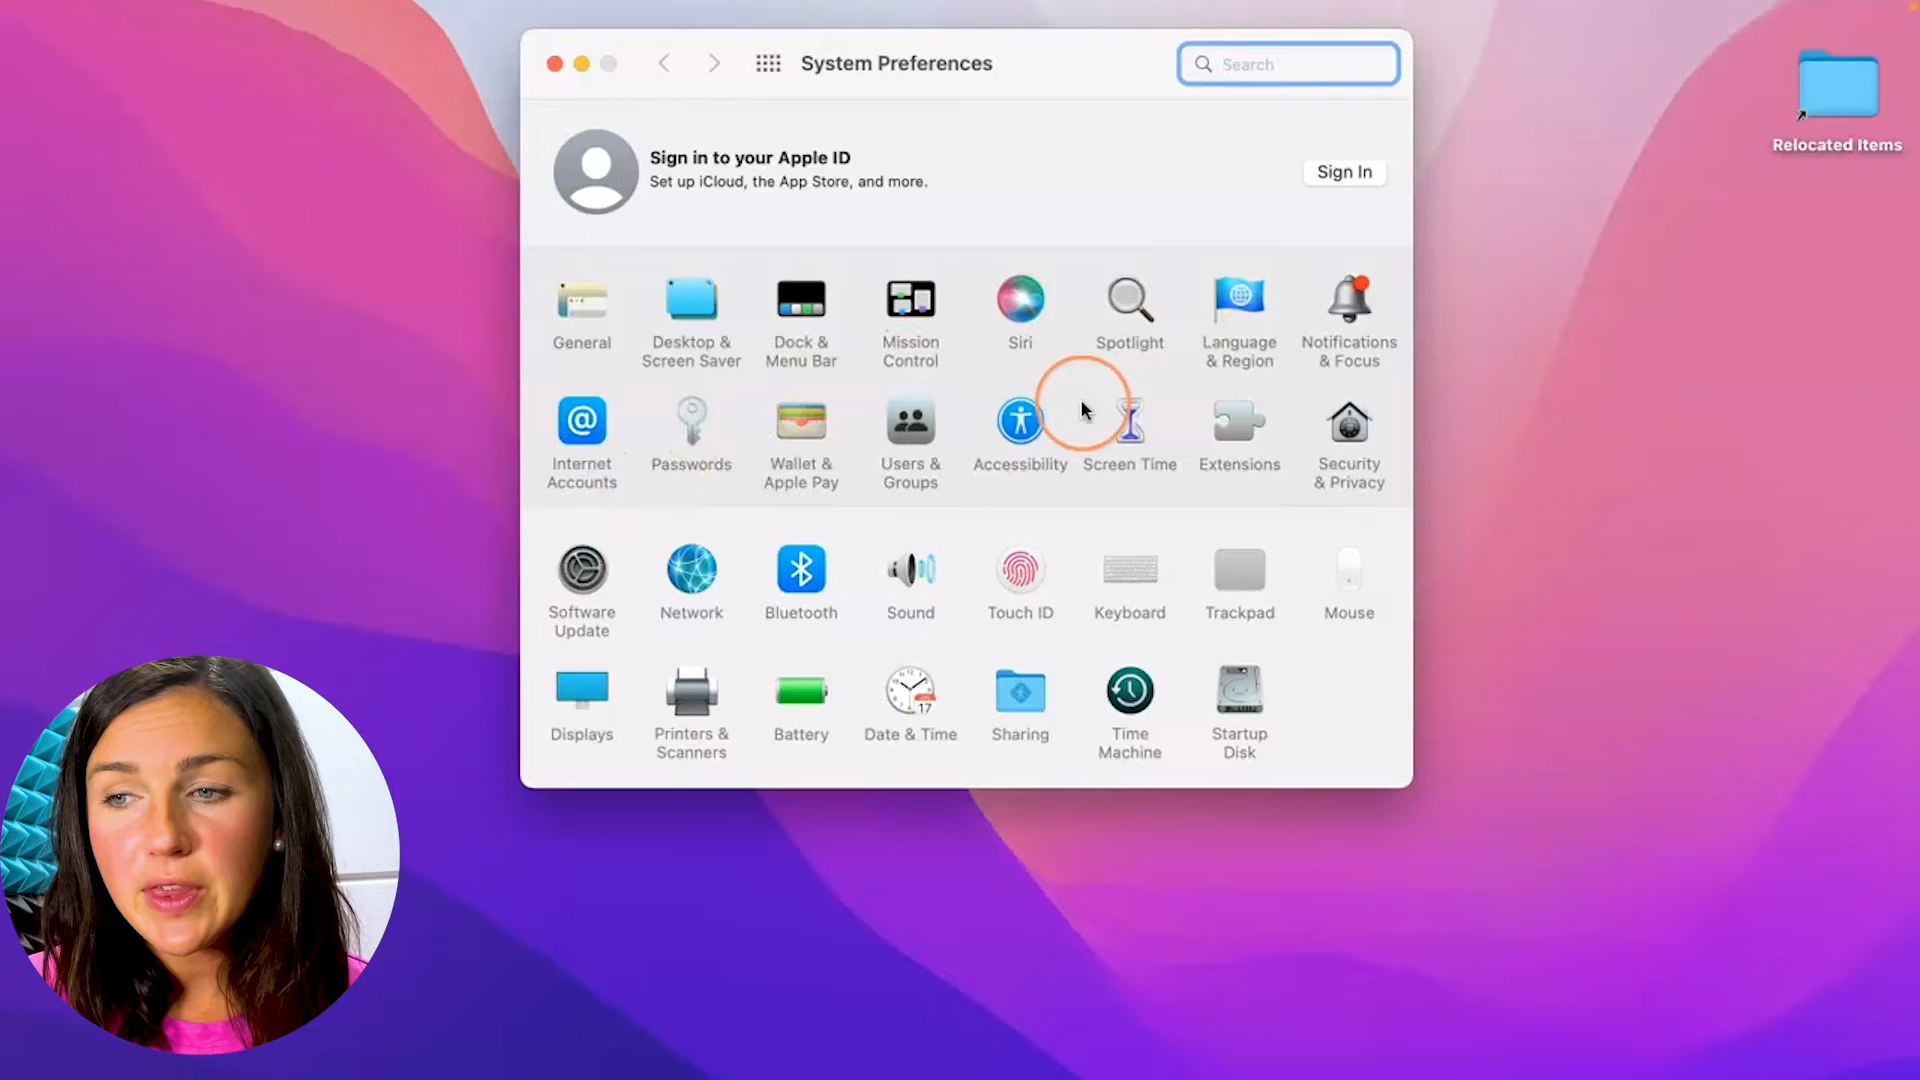 System Preferences
Search
Relocated Items
Sign in to your Apple ID
Set up iCloud, the App Store, and more.
Sign In
General
Desktop &
Screen Saver
Dock &
Menu Bar
Mission
Control
Siri
Spotlight
Language
& Region
Notifications
& Focus
Internet
Accounts
Passwords
Wallet &
Apple Pay
Users &
Groups
Accessibility
Screen Time
Extensions
Security
& Privacy
Software
Update
Network
Bluetooth
Sound
Touch ID
Keyboard
Trackpad
Mouse
Displays
Printers &
Scanners
Battery
17
Date & Time
Sharing
Time
Machine
Startup
Disk